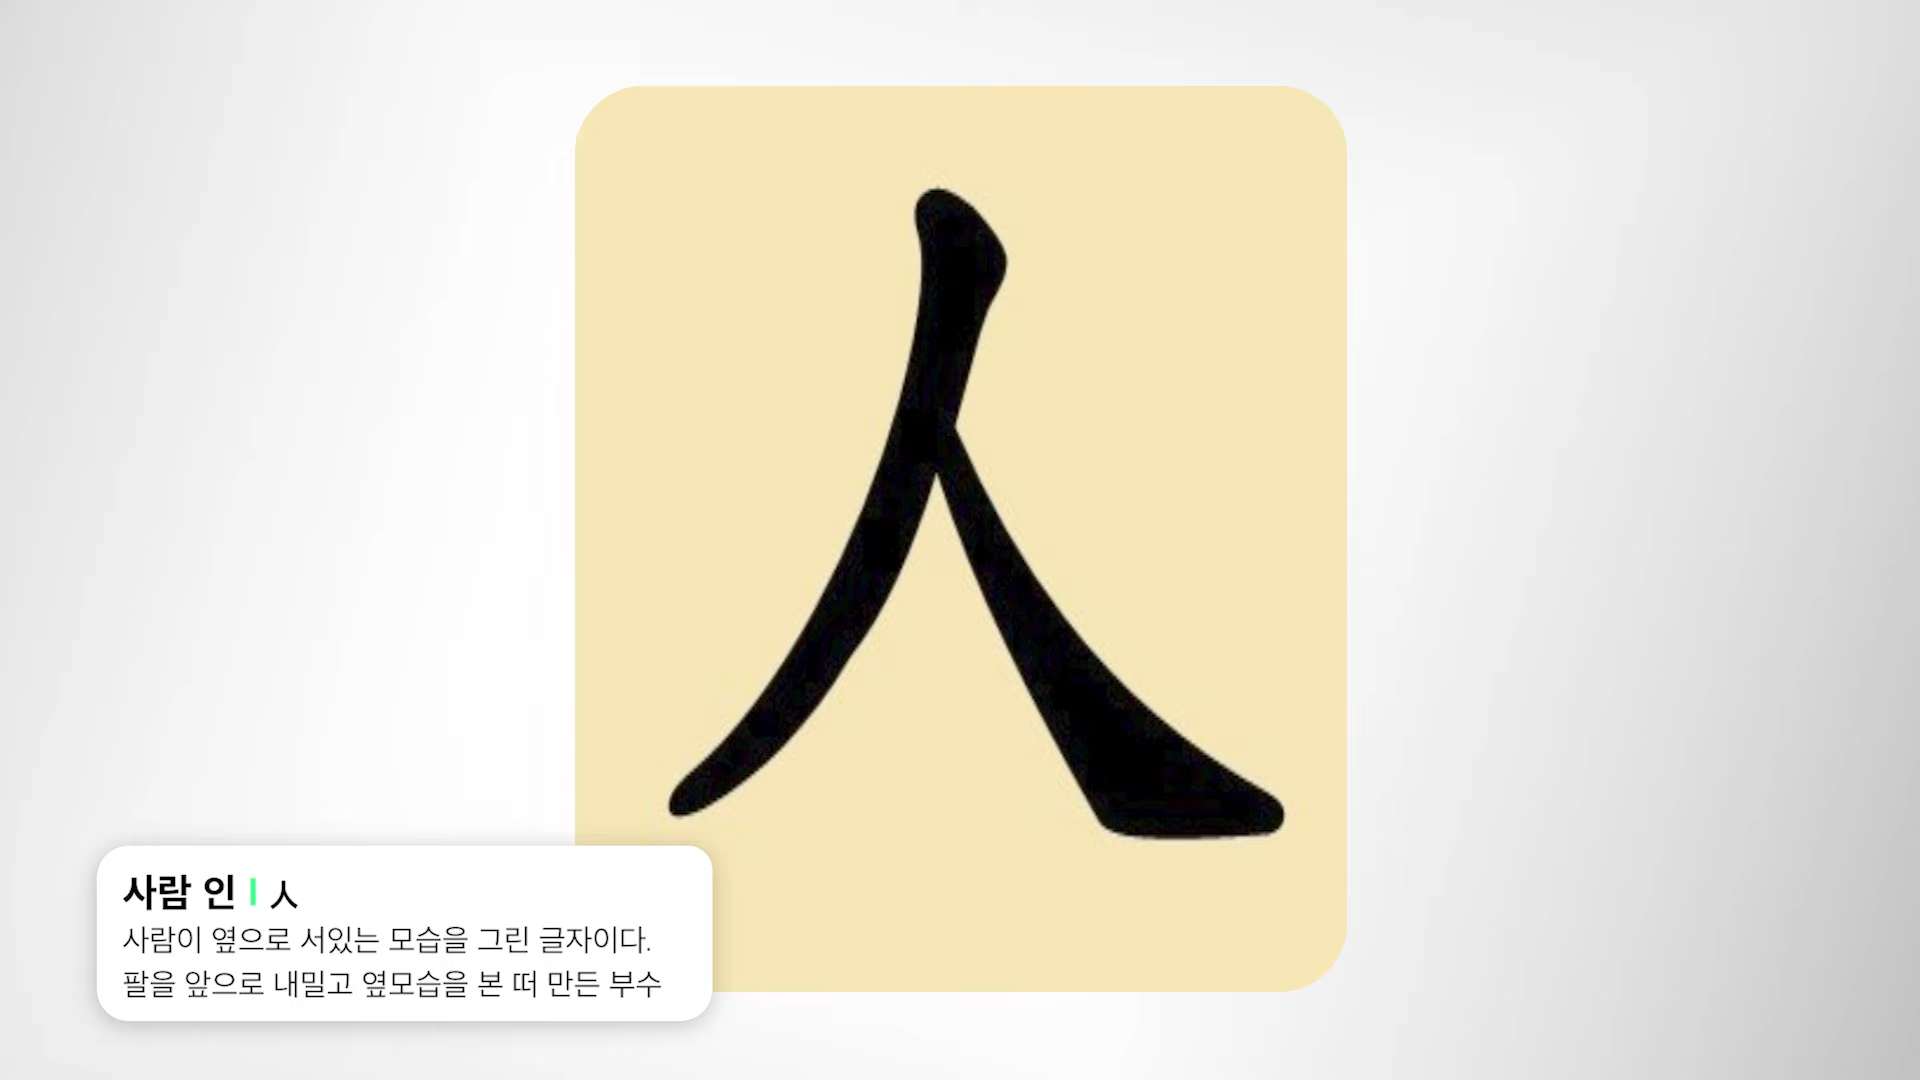 人
사람 인 | 人
사람이 옆으로 서있는 모습을 그린 글자이다.
팔을 앞으로 내밀고 옆모습을 본 떠 만든 부수